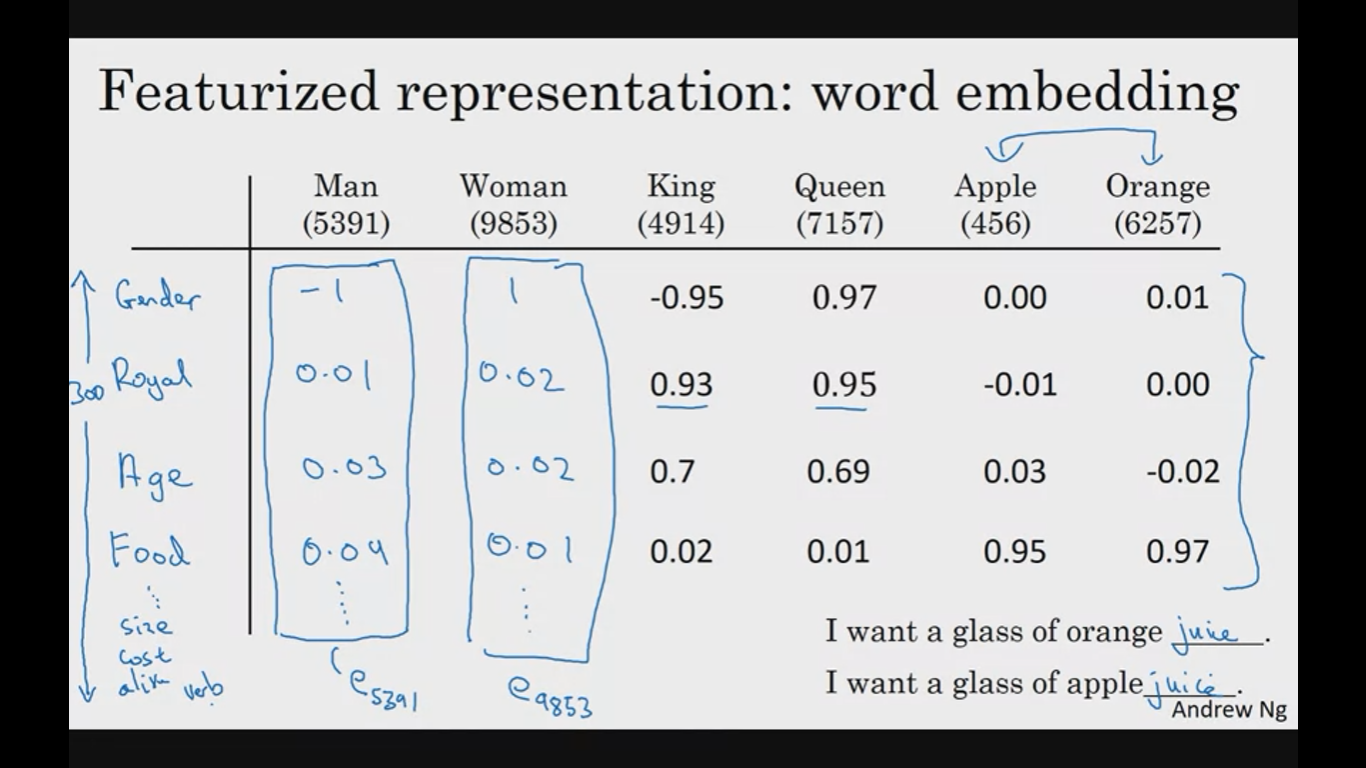 Featurized representation: word embedding
Man Woman King Queen Apple Orange
(5391) (9853) (4914) (7157) (456) (6257)
Gender -1 1 -0.95 0.97 0.00 0.01
300 Royal 0.01 0.02 0.93 0.95 -0.01 0.00
Age 0.03 0.02 0.7 0.69 0.03 -0.02
Food 0.04 0.01 0.02 0.01 0.95 0.97
size
cost
verb
e5391 e9853
I want a glass of orange juice.
I want a glass of apple juice.
Andrew Ng